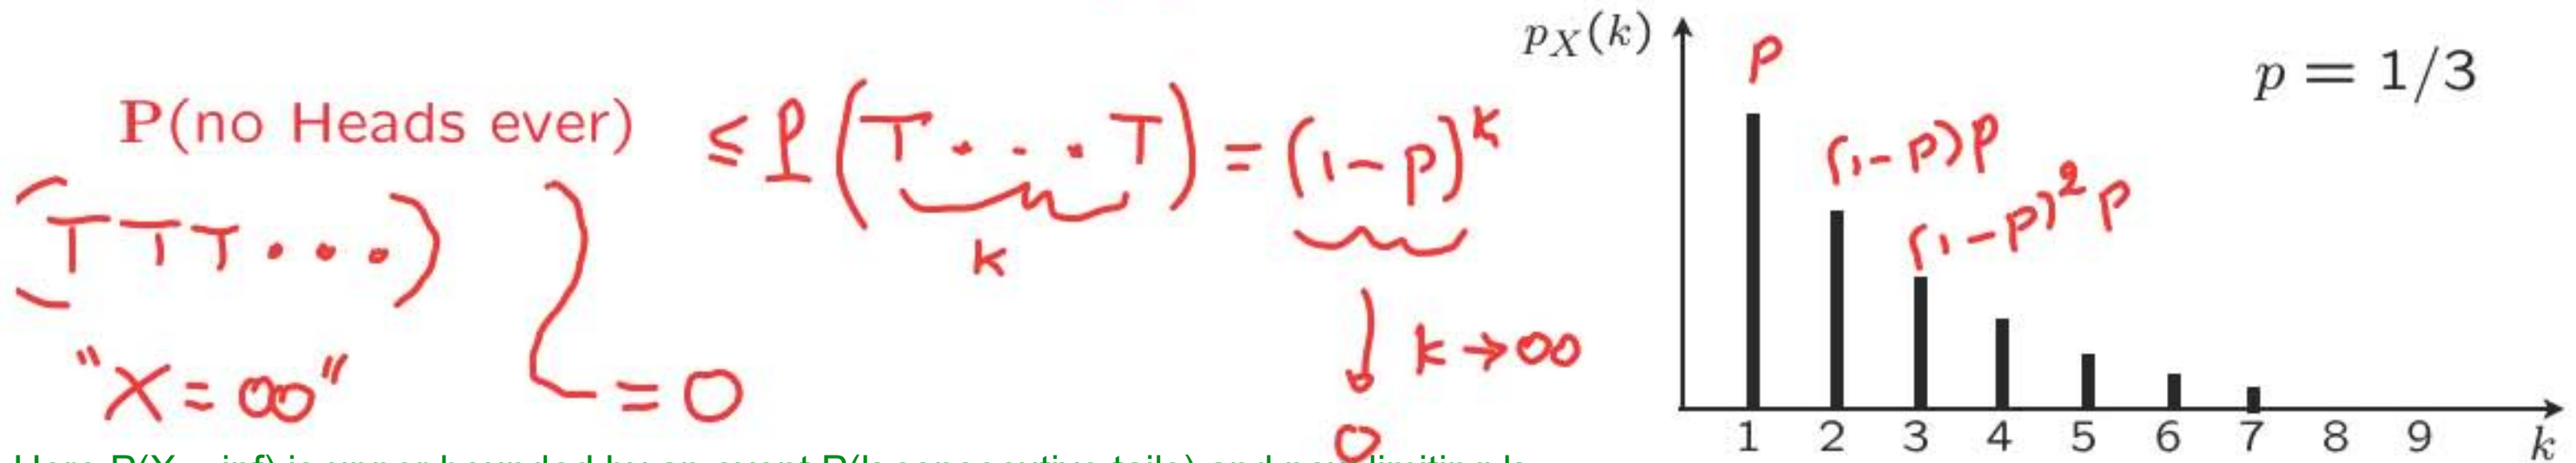 P(no Heads ever) ≤ P(T...T) = (1-p)^k
k
(TTT...)
"X = ∞"
= 0
k → ∞
0
p_X(k)
p
p = 1/3
(1-p)p
(1-p)^2 p
1 2 3 4 5 6 7 8 9 k